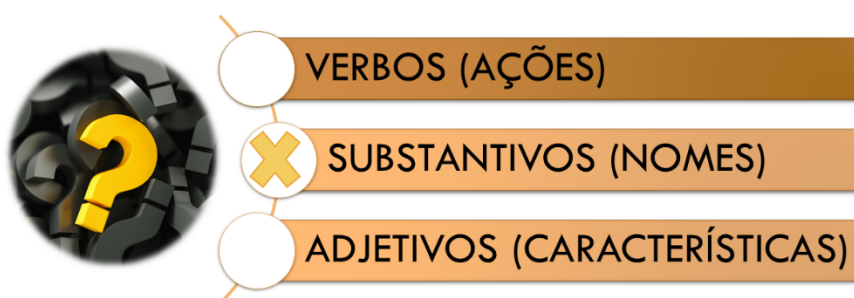 VERBOS (AÇÕES)
SUBSTANTIVOS (NOMES)
ADJETIVOS (CARACTERÍSTICAS)